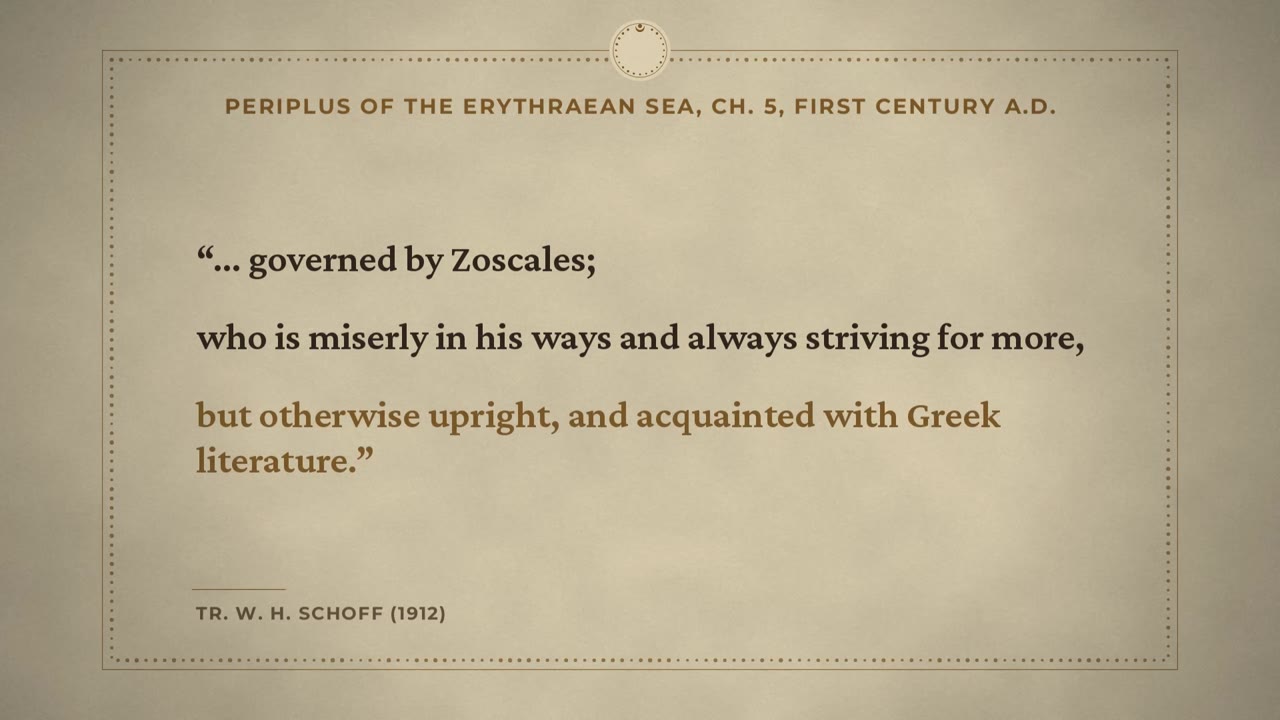 PERIPLUS OF THE ERYTHRAEAN SEA, CH. 5, FIRST CENTURY A.D.
“... governed by Zoscales;
who is miserly in his ways and always striving for more,
but otherwise upright, and acquainted with Greek
literature.”
TR. W. H. SCHOFF (1912)